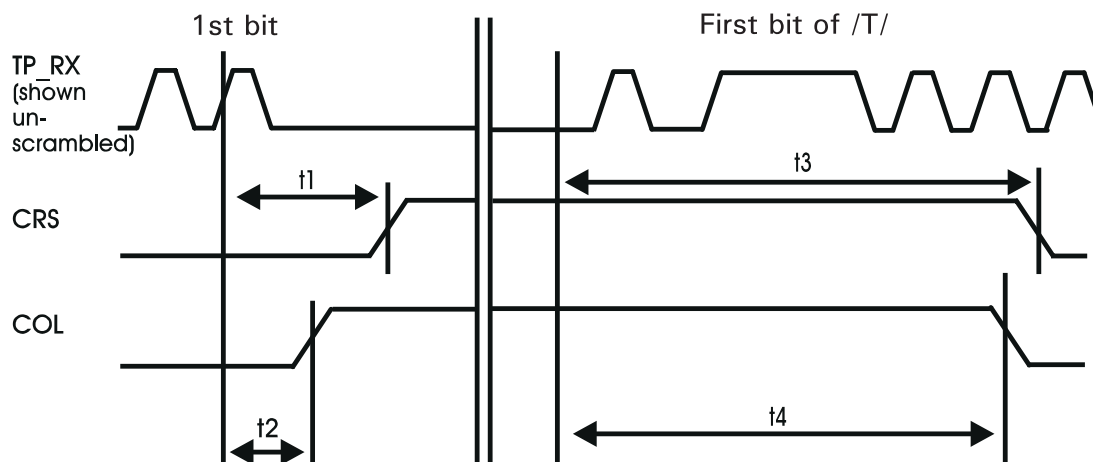 1st bit
First bit of /T/
TP_RX
(shown
un-
scrambled)
t1
t3
CRS
COL
t2
t4